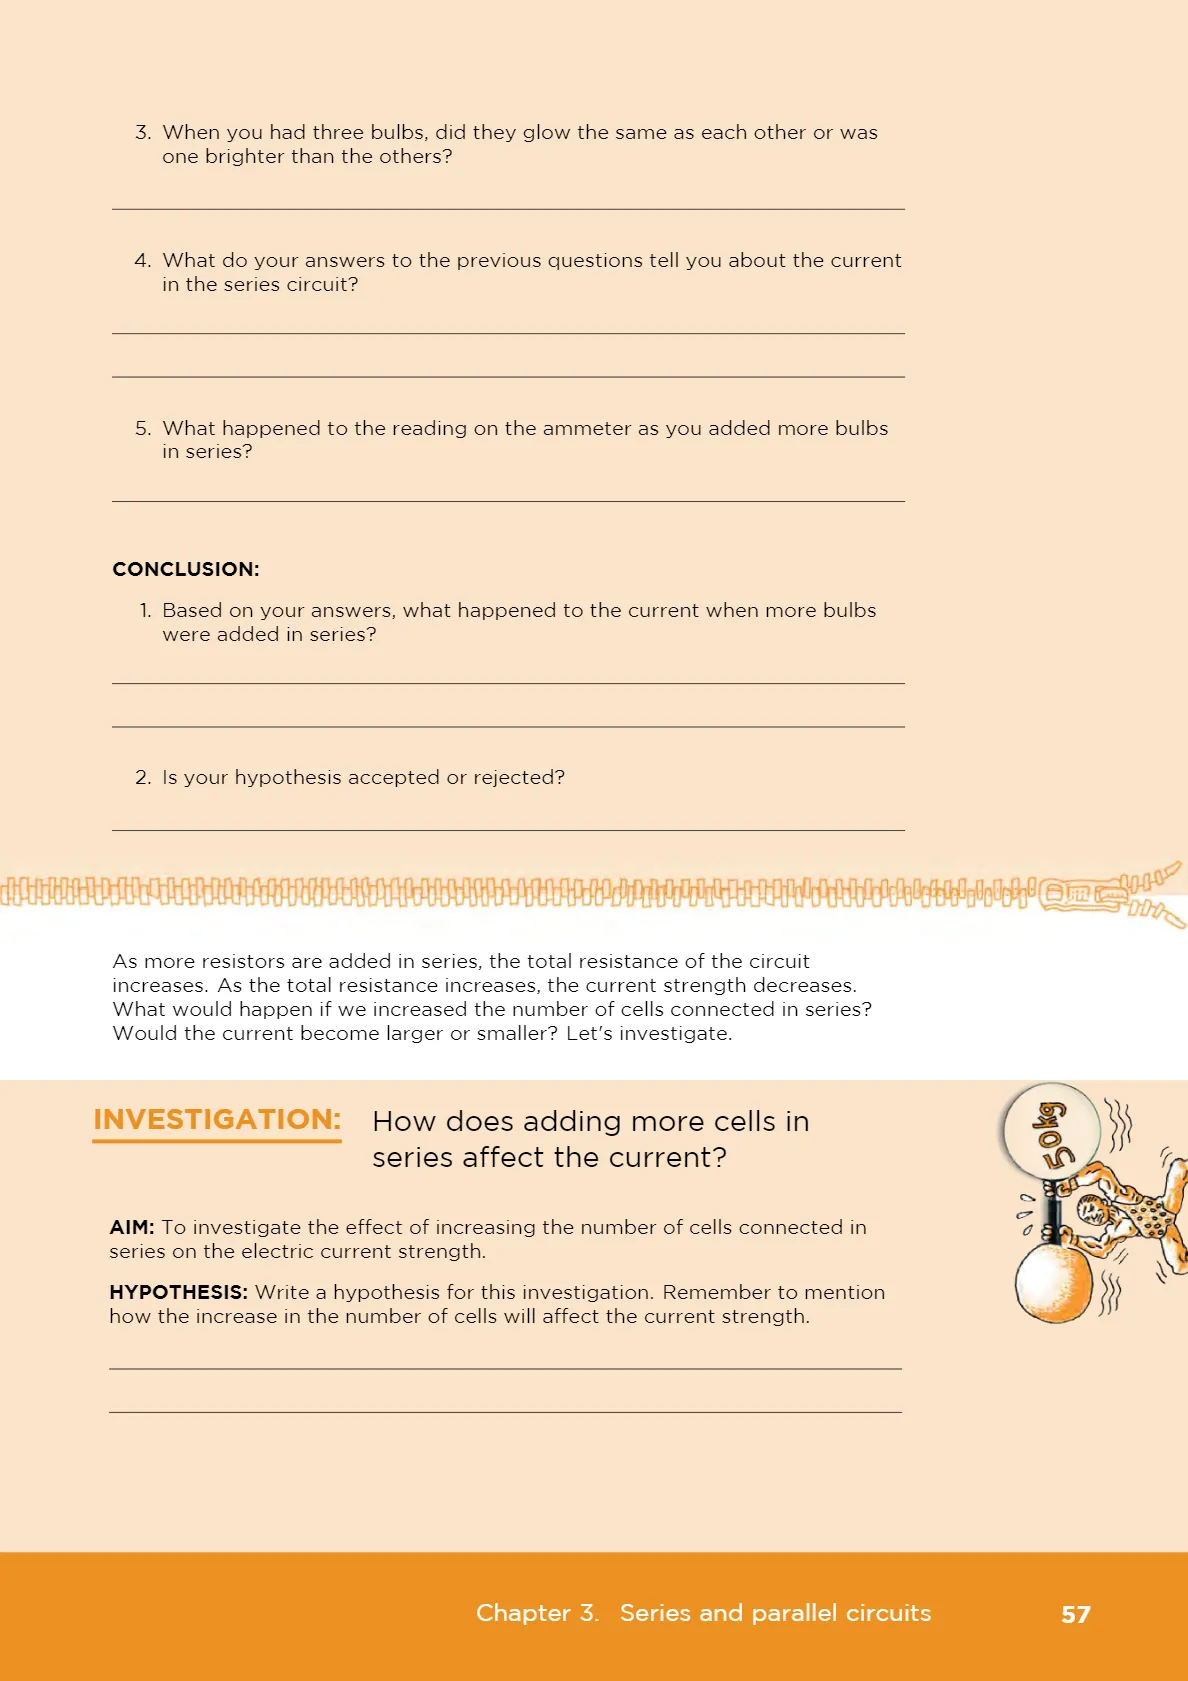 3. When you had three bulbs, did they glow the same as each other or was
one brighter than the others?
4. What do your answers to the previous questions tell you about the current
in the series circuit?
5. What happened to the reading on the ammeter as you added more bulbs
in series?
CONCLUSION:
1. Based on your answers, what happened to the current when more bulbs
were added in series?
2. Is your hypothesis accepted or rejected?
As more resistors are added in series, the total resistance of the circuit
increases. As the total resistance increases, the current strength decreases.
What would happen if we increased the number of cells connected in series?
Would the current become larger or smaller? Let's investigate.
INVESTIGATION: How does adding more cells in
series affect the current?
50kg
AIM: To investigate the effect of increasing the number of cells connected in
series on the electric current strength.
HYPOTHESIS: Write a hypothesis for this investigation. Remember to mention
how the increase in the number of cells will affect the current strength.
Chapter 3. Series and parallel circuits 57